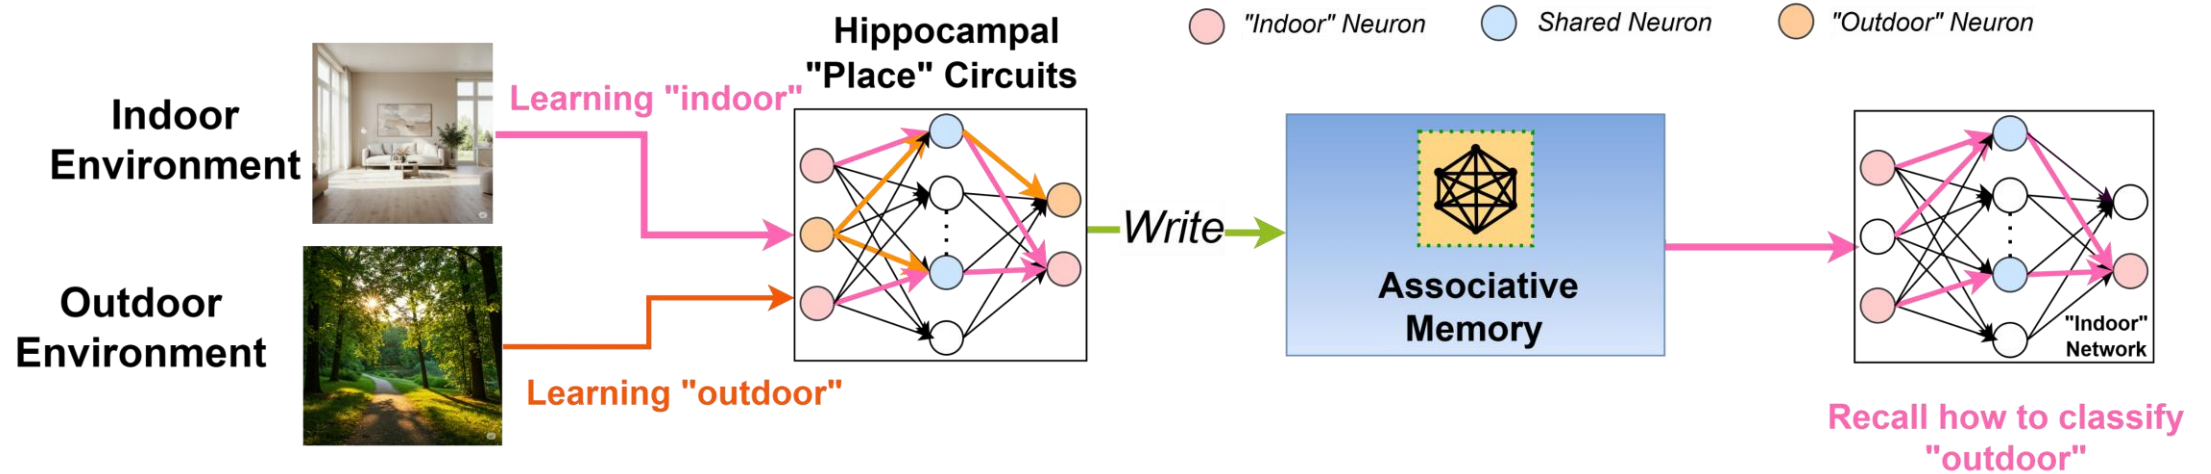 Indoor
Environment
Outdoor
Environment
Learning "indoor"
Learning "outdoor"
Hippocampal
"Place" Circuits
"Indoor" Neuron
Shared Neuron
"Outdoor" Neuron
Write
Associative
Memory
"Indoor"
Network
Recall how to classify
"outdoor"